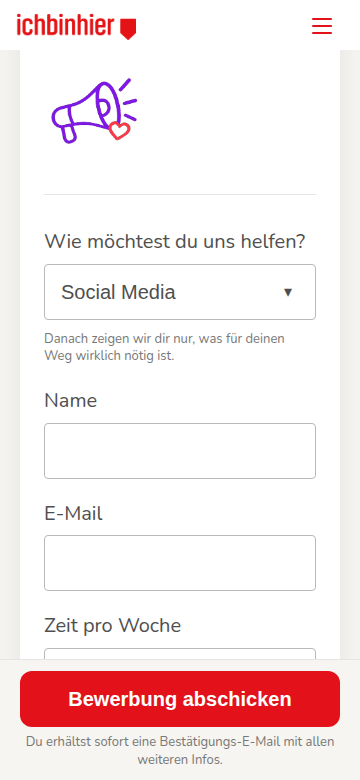 ichbinhier
Wie möchtest du uns helfen?
Social Media
Danach zeigen wir dir nur, was für deinen
Weg wirklich nötig ist.
Name
E-Mail
Zeit pro Woche
Bewerbung abschicken
Du erhältst sofort eine Bestätigungs-E-Mail mit allen
weiteren Infos.